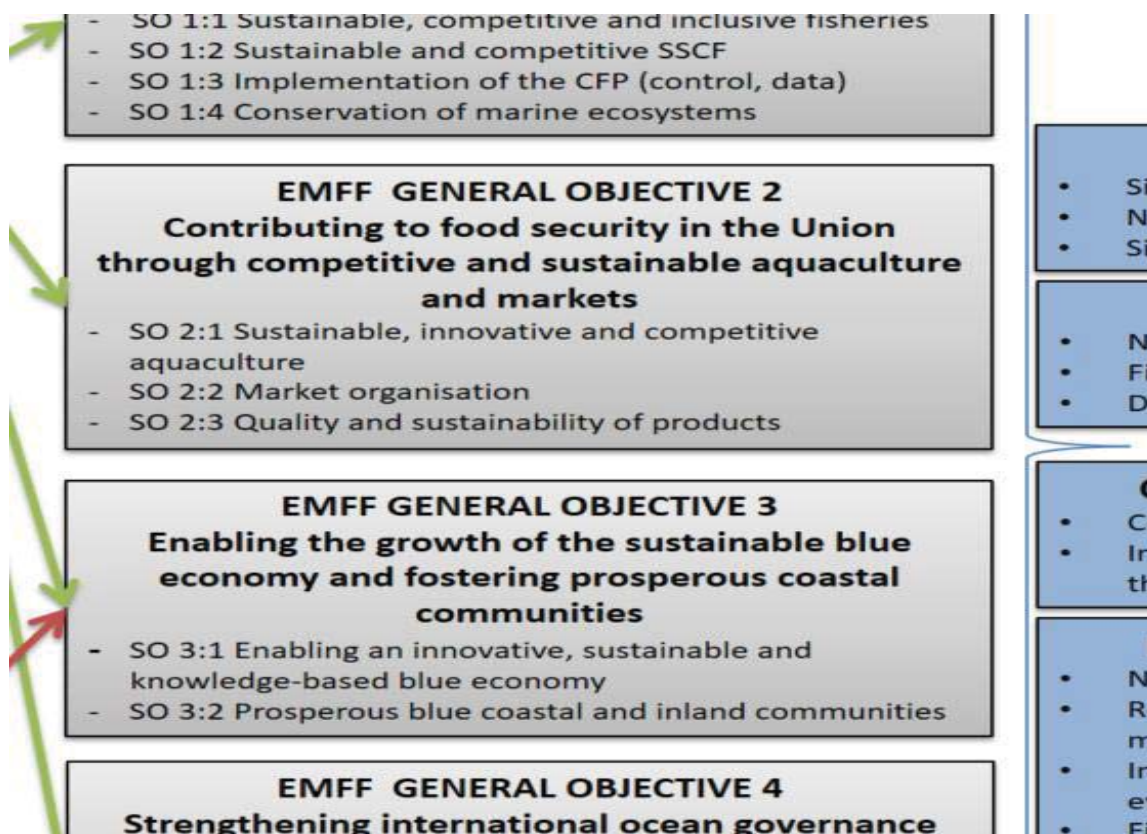 - SO 1:1 Sustainable, competitive and inclusive fisheries
- SO 1:2 Sustainable and competitive SSCF
- SO 1:3 Implementation of the CFP (control, data)
- SO 1:4 Conservation of marine ecosystems
EMFF GENERAL OBJECTIVE 2
Contributing to food security in the Union
through competitive and sustainable aquaculture
and markets
- SO 2:1 Sustainable, innovative and competitive
aquaculture
- SO 2:2 Market organisation
- SO 2:3 Quality and sustainability of products
EMFF GENERAL OBJECTIVE 3
Enabling the growth of the sustainable blue
economy and fostering prosperous coastal
communities
- SO 3:1 Enabling an innovative, sustainable and
knowledge-based blue economy
- SO 3:2 Prosperous blue coastal and inland communities
EMFF GENERAL OBJECTIVE 4
Strengthening international ocean governance